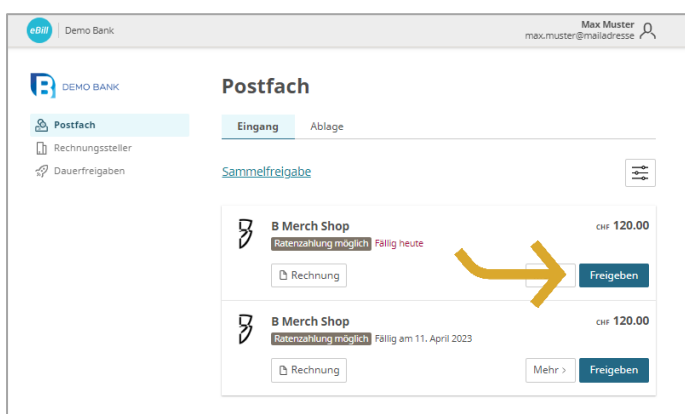 eBill Demo Bank
Max Muster
max.muster@mailadresse
DEMO BANK
Postfach
Rechnungssteller
Dauerfreigaben
Postfach
Eingang Ablage
Sammelfreigabe
B Merch Shop CHF 120.00
Ratenzahlung möglich Fällig heute
Rechnung Freigeben
B Merch Shop CHF 120.00
Ratenzahlung möglich Fällig am 11. April 2023
Rechnung Mehr > Freigeben